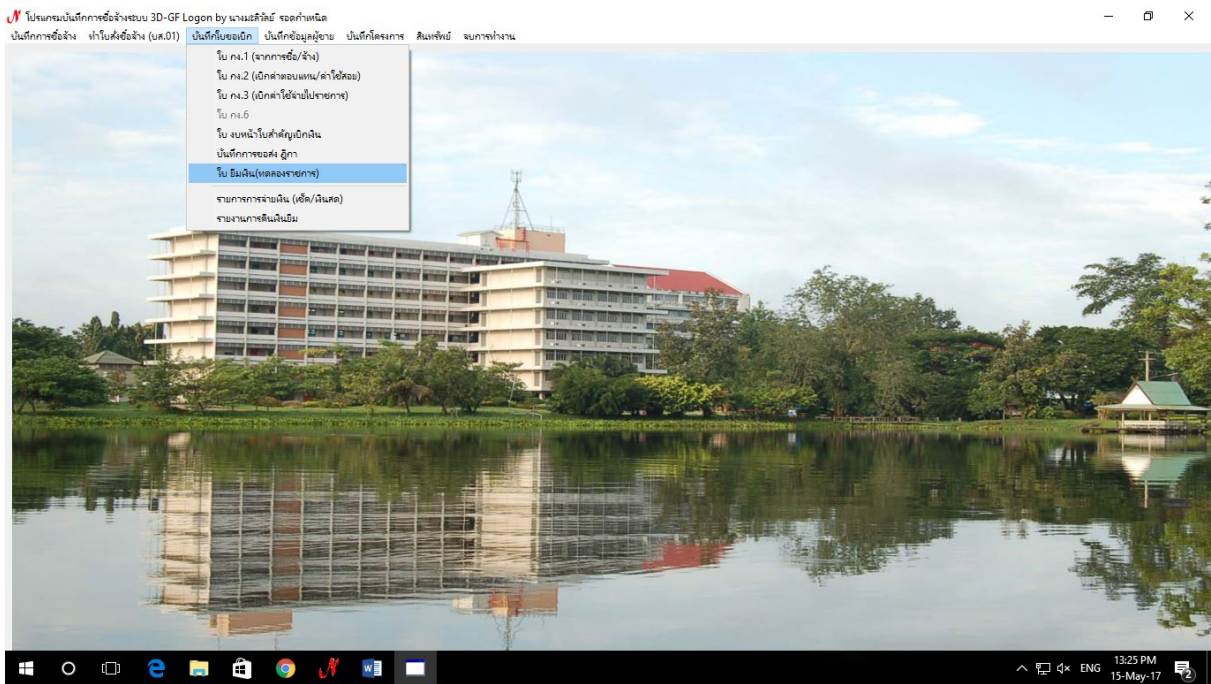 โปรแกรมบันทึกการซื้อจ้างระบบ 3D-GF Logon by นางมะลิวัลย์ รอดกำเหนิด
บันทึกการซื้อจ้าง ทำใบสั่งซื้อจ้าง (บส.01) บันทึกใบขอเบิก บันทึกข้อมูลผู้ขาย บันทึกโครงการ สินทรัพย์ จบการทำงาน
ใบ กง.1 (จากการซื้อ/จ้าง)
ใบ กง.2 (เบิกค่าตอบแทน/ค่าใช้สอย)
ใบ กง.3 (เบิกค่าใช้จ่ายไปราชการ)
ใบ กง.6
ใบ งบหน้าใบสำคัญเบิกเงิน
บันทึกการขอส่ง ฎีกา
ใบ ยืมเงิน(ทดลองราชการ)
รายการการจ่ายเงิน (เช็ค/เงินสด)
รายงานการคืนเงินยืม
ENG
13:25 PM
15-May-17
2